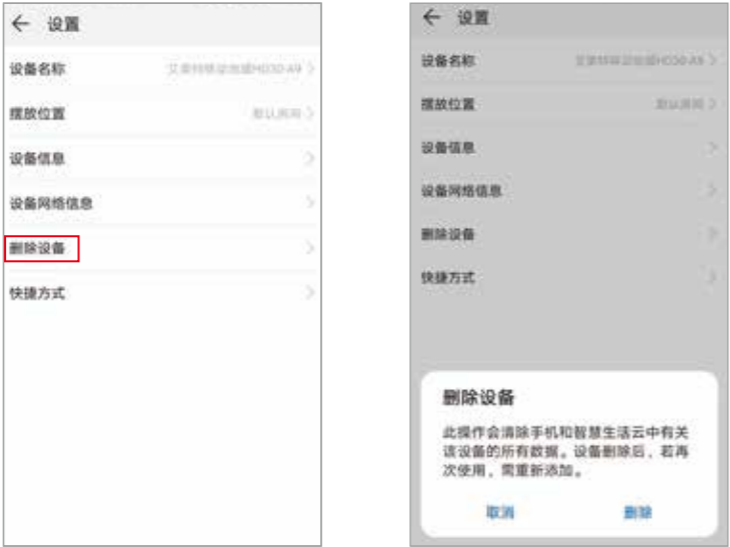 设置
设备名称
摆放位置
设备信息
设备网络信息
删除设备
快捷方式
设置
设备名称
摆放位置
设备信息
设备网络信息
删除设备
快捷方式
删除设备
此操作会清除手机和智慧生活云中有关
该设备的所有数据。设备删除后，若再
次使用，需重新添加。
取消
删除